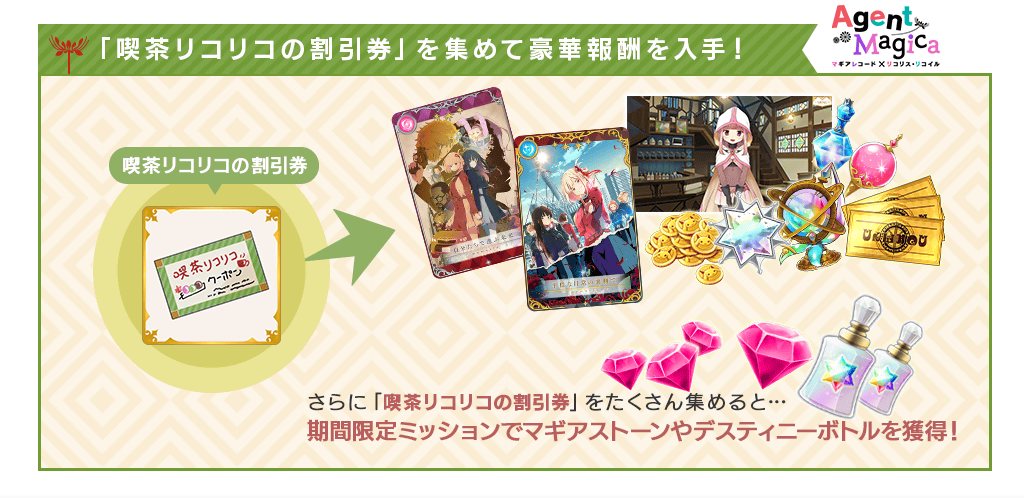 「喫茶リコリコの割引券」を集めて豪華報酬を入手！
Agent
Magica
マギアレコード×リコリス・リコイル
喫茶リコリコの割引券
喫茶リコリコ
クーポン
さらに「喫茶リコリコの割引券」をたくさん集めると…
期間限定ミッションでマギアストーンやデスティニーボトルを獲得！